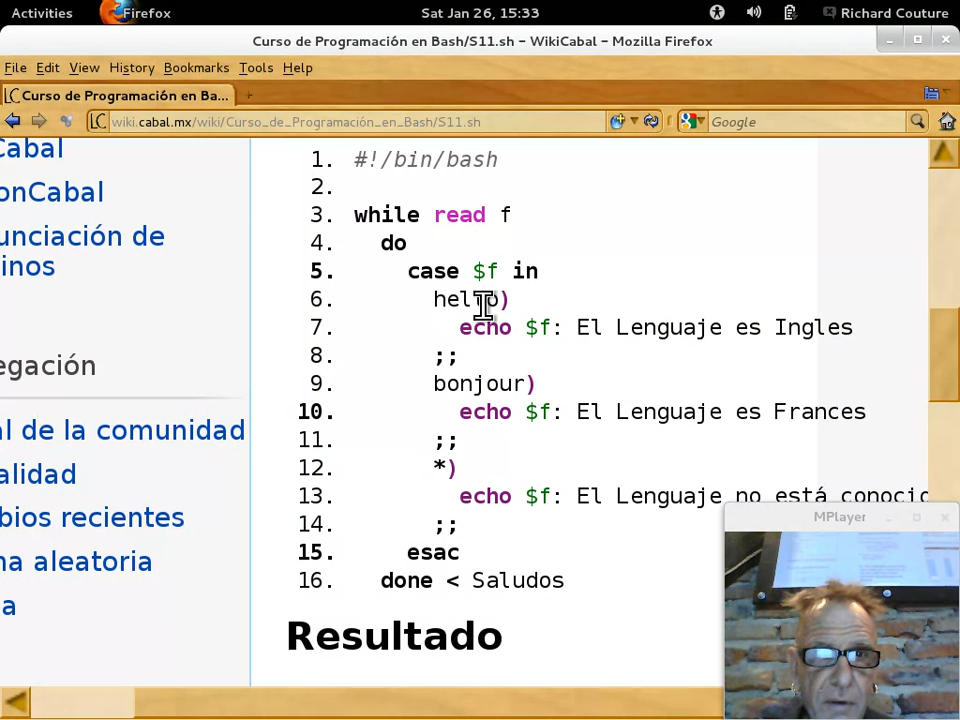 Activities Firefox Sat Jan 26, 15:33 Richard Couture
Curso de Programación en Bash/S11.sh - WikiCabal - Mozilla Firefox
File Edit View History Bookmarks Tools Help
Curso de Programación en Ba...
wiki.cabal.mx/wiki/Curso_de_Programación_en_Bash/S11.sh Google
Cabal
onCabal
unciación de
inos
egación
al de la comunidad
alidad
bios recientes
na aleatoria
a
1. #!/bin/bash
2.
3. while read f
4. do
5. case $f in
6. hello)
7. echo $f: El Lenguaje es Ingles
8. ;;
9. bonjour)
10. echo $f: El Lenguaje es Frances
11. ;;
12. *)
13. echo $f: El Lenguaje no está conocid
14. ;;
15. esac
16. done < Saludos
Resultado
MPlayer